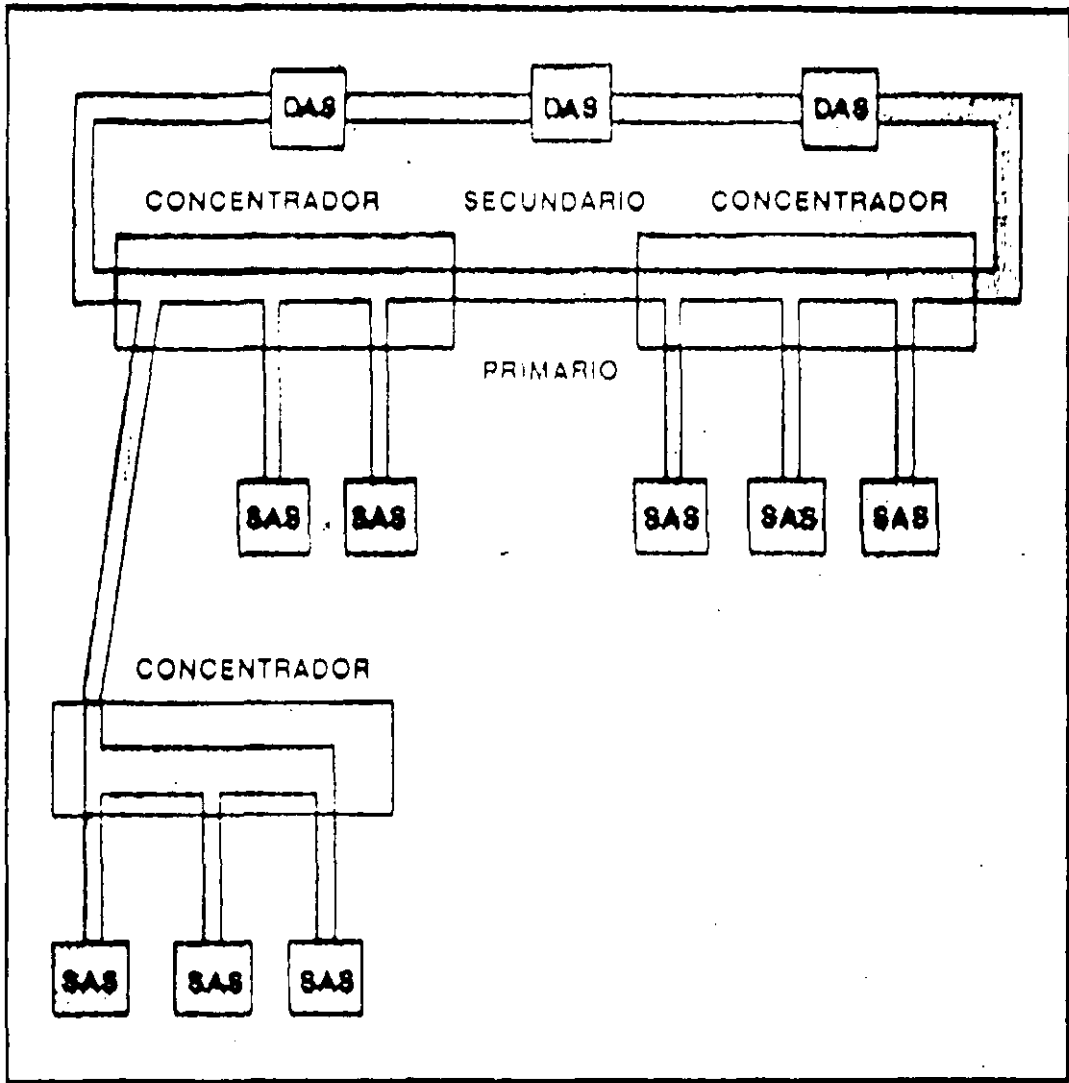 DAS DAS DAS
CONCENTRADOR SECUNDARIO CONCENTRADOR
PRIMARIO
SAS SAS SAS SAS SAS
CONCENTRADOR
SAS SAS SAS